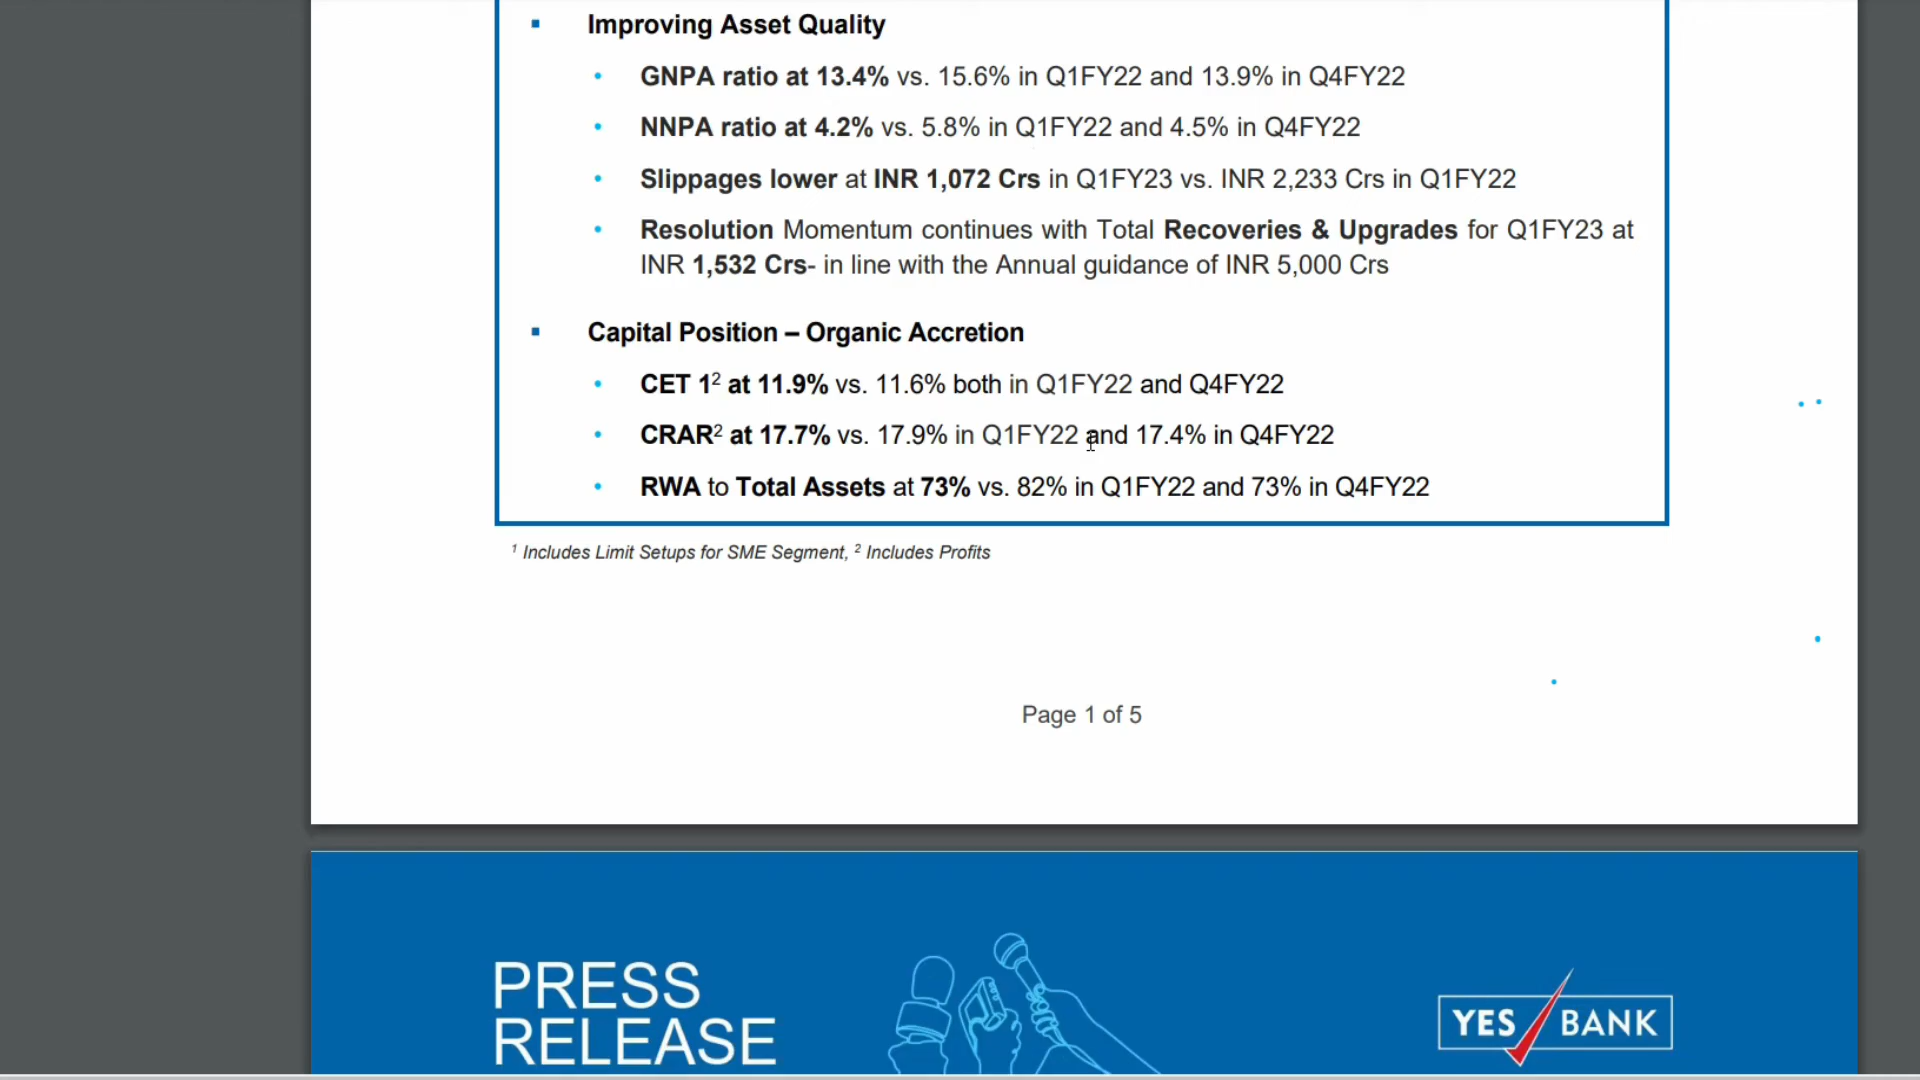 ▪ Improving Asset Quality
• GNPA ratio at 13.4% vs. 15.6% in Q1FY22 and 13.9% in Q4FY22
• NNPA ratio at 4.2% vs. 5.8% in Q1FY22 and 4.5% in Q4FY22
• Slippages lower at INR 1,072 Crs in Q1FY23 vs. INR 2,233 Crs in Q1FY22
• Resolution Momentum continues with Total Recoveries & Upgrades for Q1FY23 at
INR 1,532 Crs- in line with the Annual guidance of INR 5,000 Crs
▪ Capital Position – Organic Accretion
• CET 1² at 11.9% vs. 11.6% both in Q1FY22 and Q4FY22
• CRAR² at 17.7% vs. 17.9% in Q1FY22 and 17.4% in Q4FY22
• RWA to Total Assets at 73% vs. 82% in Q1FY22 and 73% in Q4FY22
¹ Includes Limit Setups for SME Segment, ² Includes Profits
Page 1 of 5
PRESS
RELEASE
YES BANK